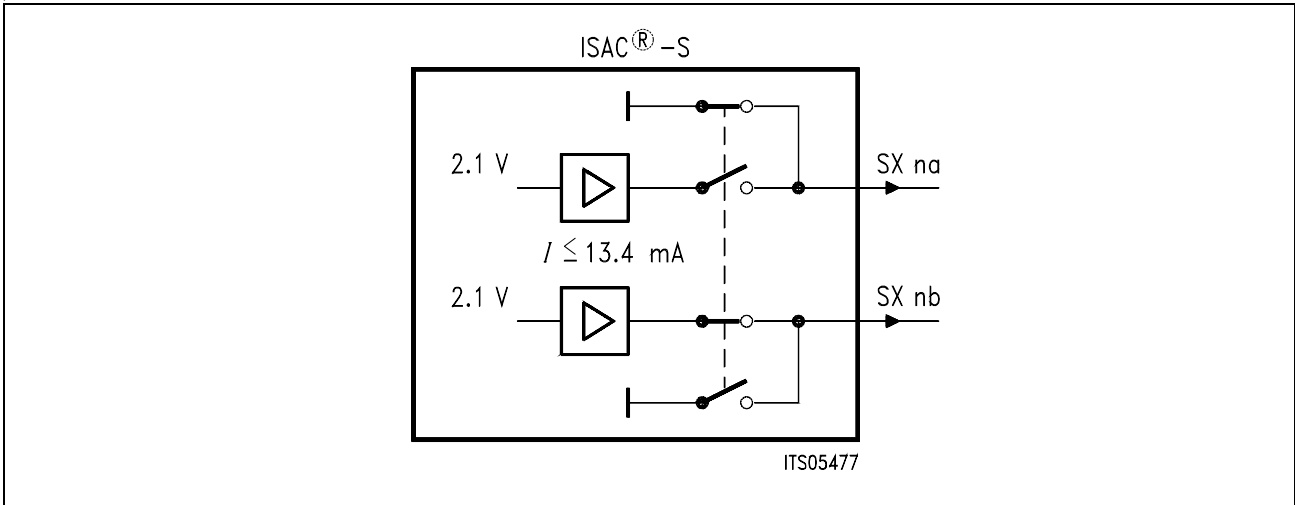 ISAC®-S
2.1 V
SX na
I ≤ 13.4 mA
2.1 V
SX nb
ITS05477